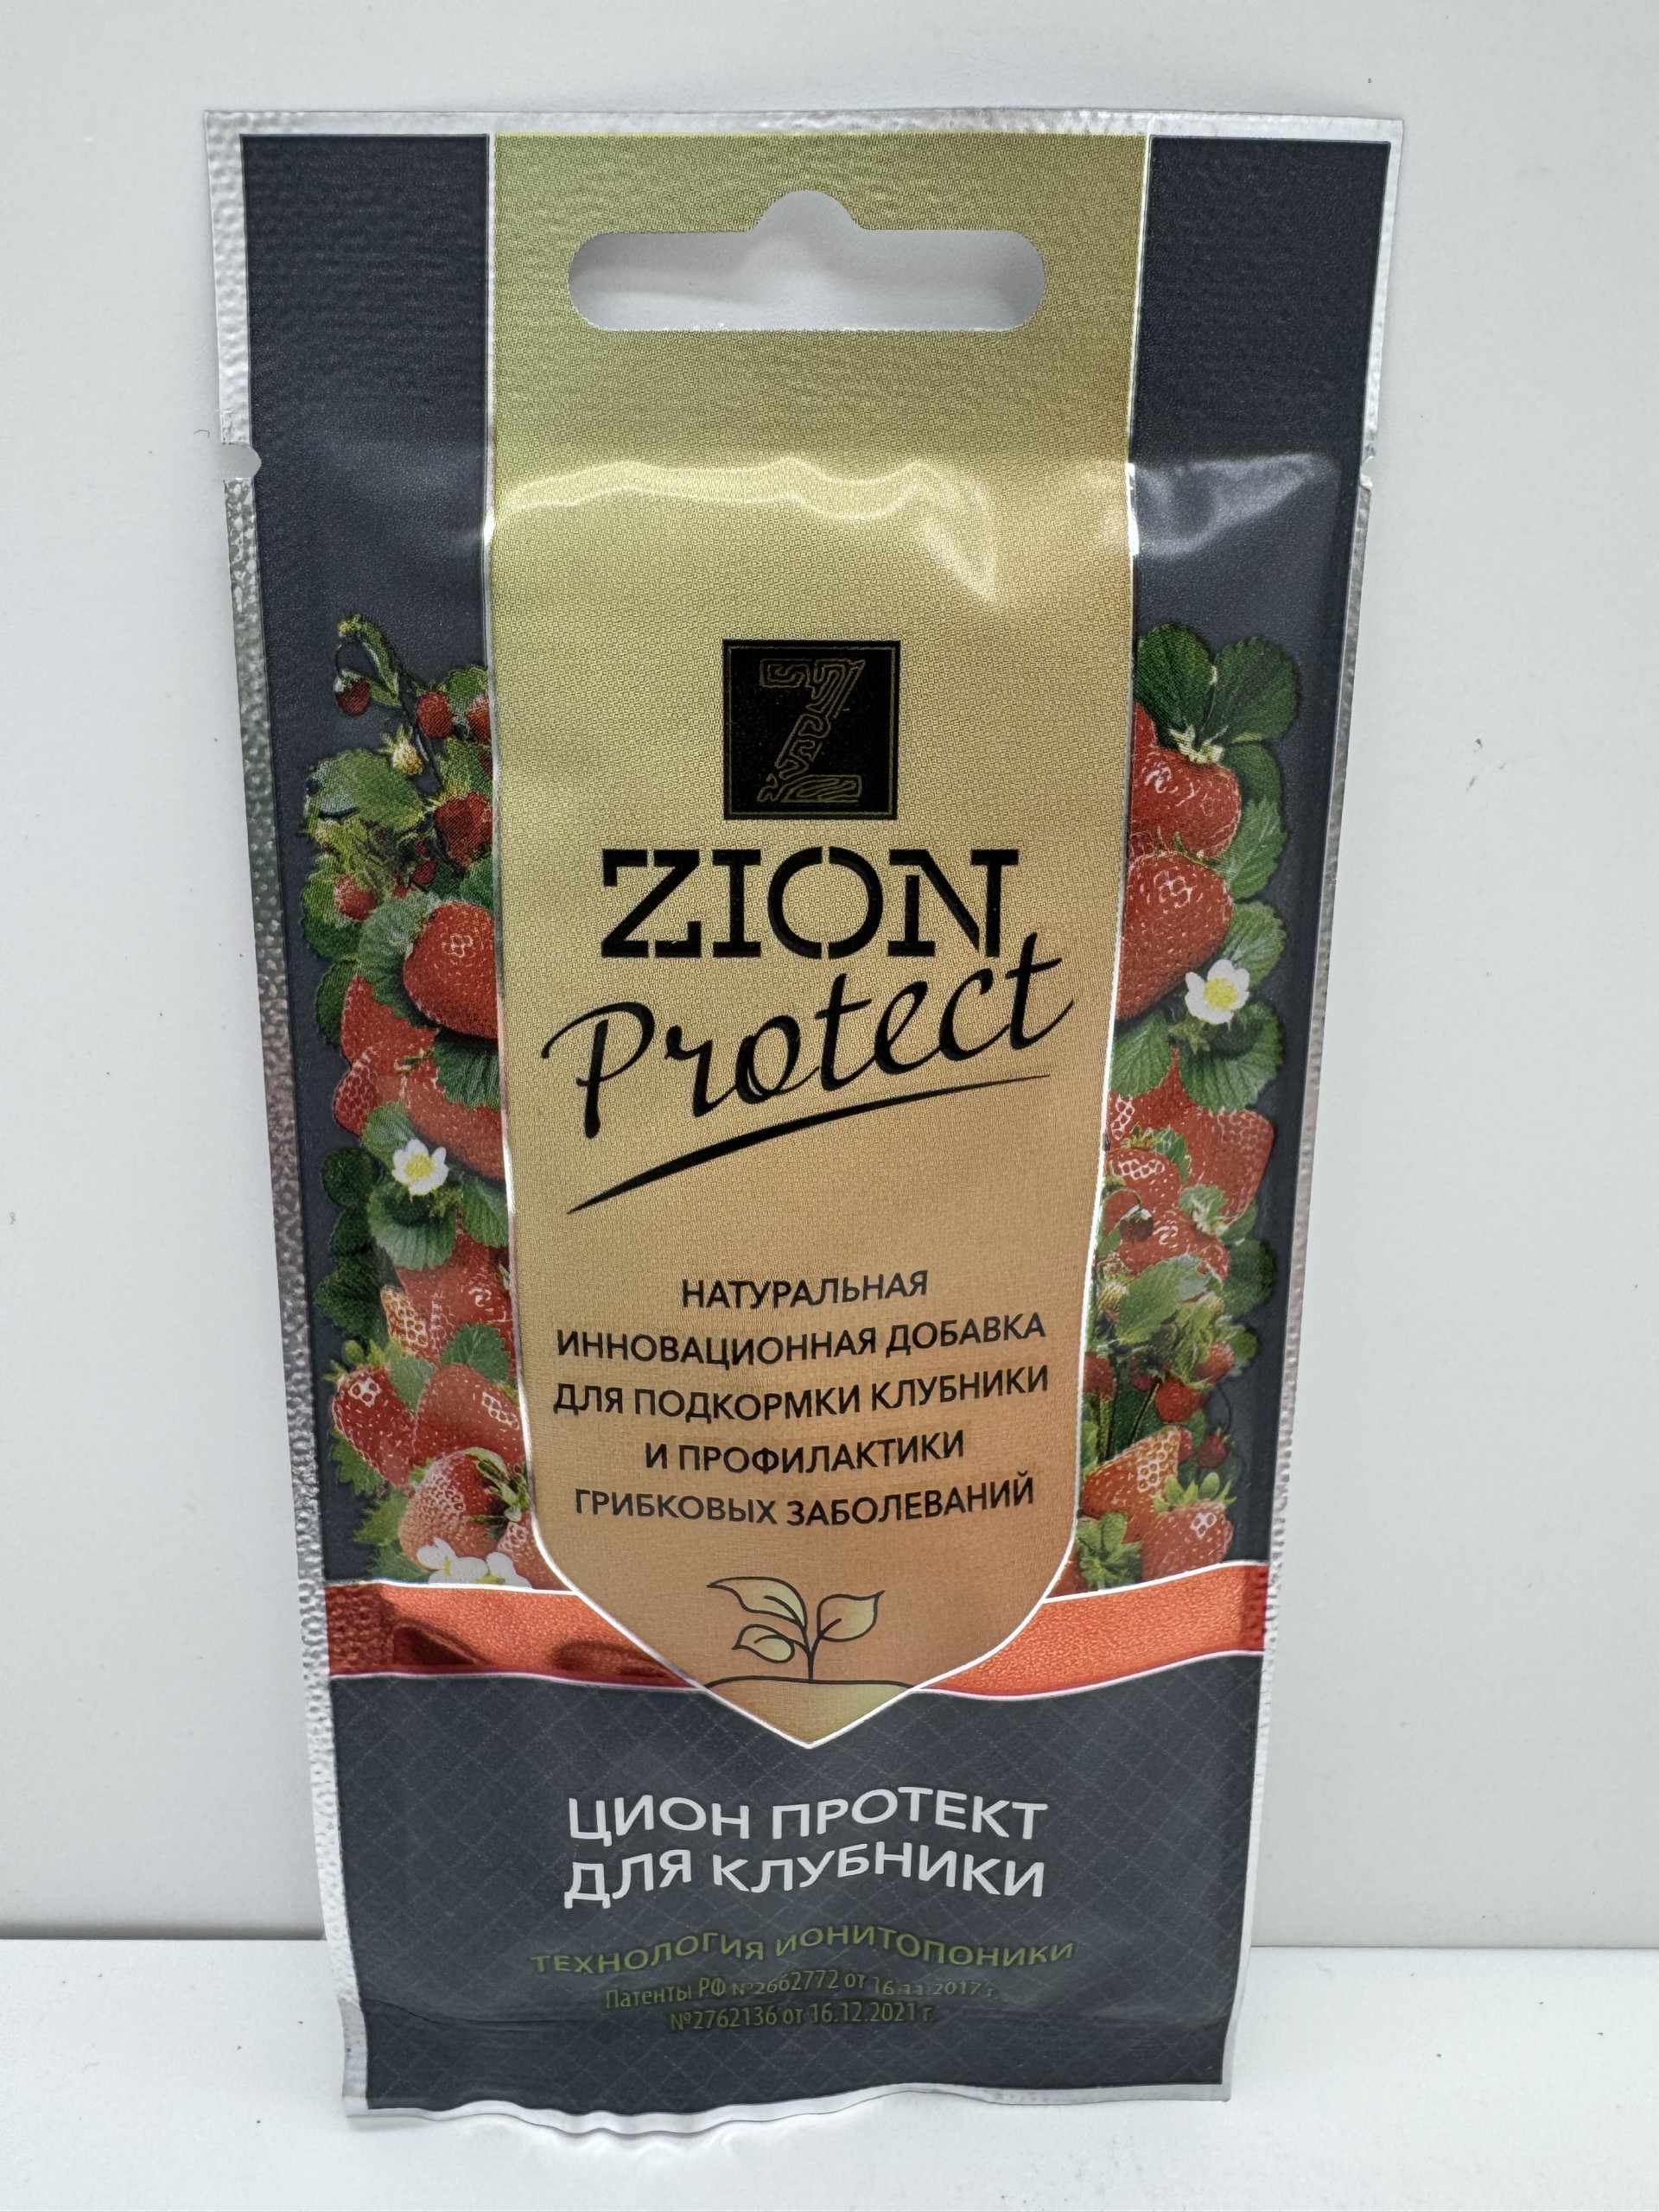 Z
ZION
Protect
НАТУРАЛЬНАЯ
ИННОВАЦИОННАЯ ДОБАВКА
ДЛЯ ПОДКОРМКИ КЛУБНИКИ
И ПРОФИЛАКТИКИ
ГРИБКОВЫХ ЗАБОЛЕВАНИЙ
ЦИОН ПРОТЕКТ
ДЛЯ КЛУБНИКИ
ТЕХНОЛОГИЯ ИОНИТОПОНИКИ
Патенты РФ №2662772 от 16.11.2017 г.
№2762136 от 16.12.2021 г.